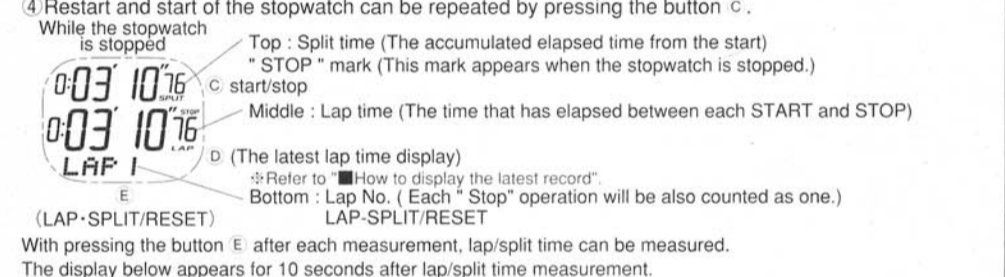 ④Restart and start of the stopwatch can be repeated by pressing the button C.
While the stopwatch
is stopped
Top : Split time (The accumulated elapsed time from the start)
" STOP " mark (This mark appears when the stopwatch is stopped.)
0:03' 10"76
SPLIT
C start/stop
Middle : Lap time (The time that has elapsed between each START and STOP)
STOP
0:03' 10"76
LAP
LAP 1
D (The latest lap time display)
※Refer to "■How to display the latest record".
Bottom : Lap No. ( Each " Stop" operation will be also counted as one.)
E
(LAP·SPLIT/RESET)
LAP-SPLIT/RESET
With pressing the button E after each measurement, lap/split time can be measured.
The display below appears for 10 seconds after lap/split time measurement.